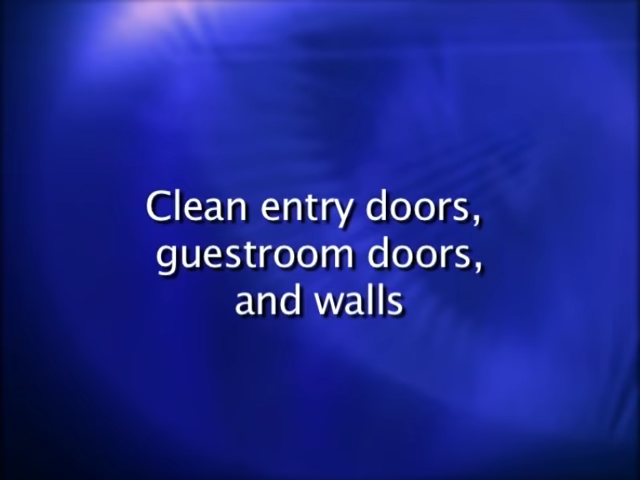 Clean entry doors,
guestroom doors,
and walls